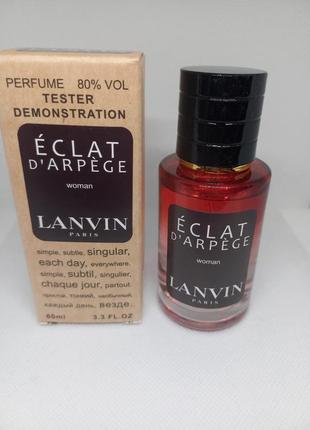 PERFUME 80% VOL
TESTER
DEMONSTRATION
ÉCLAT
D'ARPÈGE
woman
LANVIN
PARIS
simple, subtle, singular,
each day, everywhere.
simple, subtil, singulier,
chaque jour, partout.
простой, тонкий, необычный,
каждый день, везде.
60ml 3.3 FL.OZ
ÉCLAT
D'ARPÈGE
woman
LANVIN
PARIS